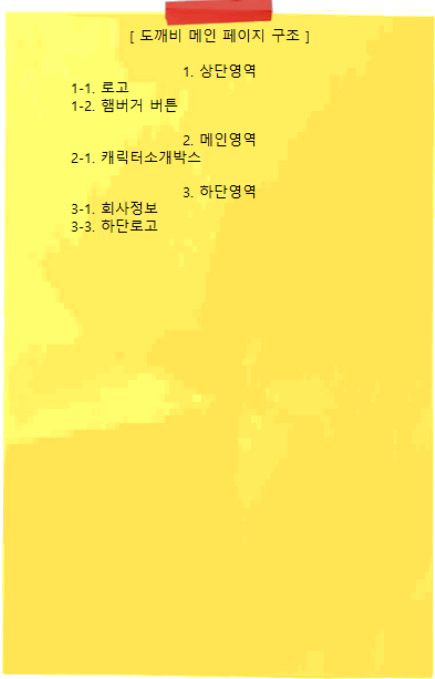 [ 도깨비 메인 페이지 구조 ]
1. 상단영역
1-1. 로고
1-2. 햄버거 버튼
2. 메인영역
2-1. 캐릭터소개박스
3. 하단영역
3-1. 회사정보
3-3. 하단로고